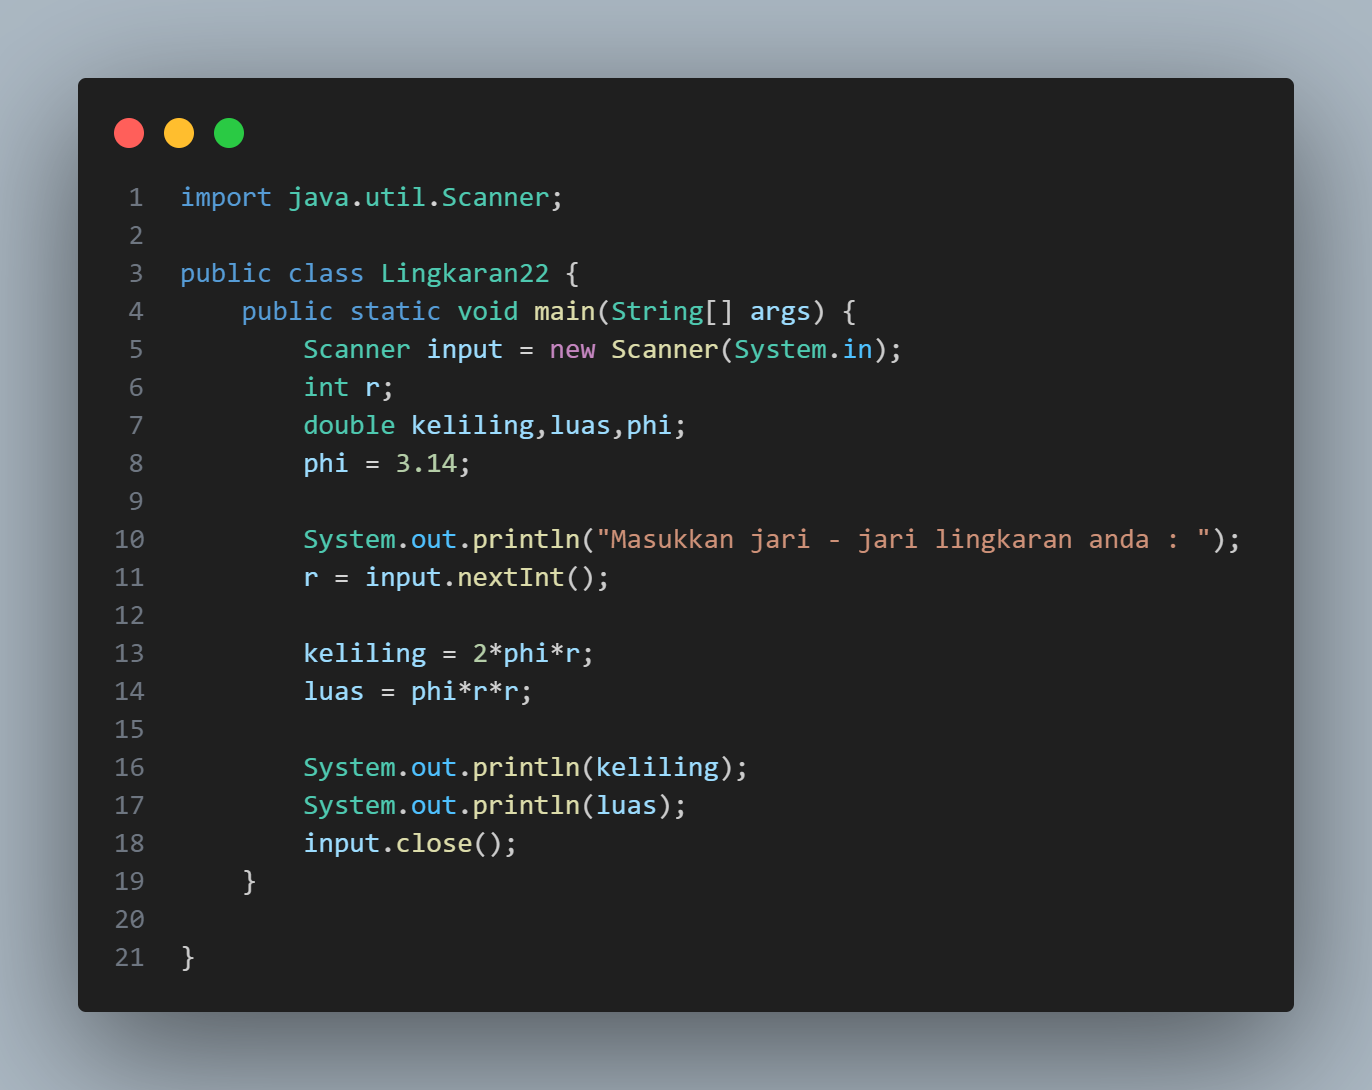 1 import java.util.Scanner;
2
3 public class Lingkaran22 {
4     public static void main(String[] args) {
5         Scanner input = new Scanner(System.in);
6         int r;
7         double keliling,luas,phi;
8         phi = 3.14;
9
10         System.out.println("Masukkan jari - jari lingkaran anda : ");
11         r = input.nextInt();
12
13         keliling = 2*phi*r;
14         luas = phi*r*r;
15
16         System.out.println(keliling);
17         System.out.println(luas);
18         input.close();
19     }
20
21 }